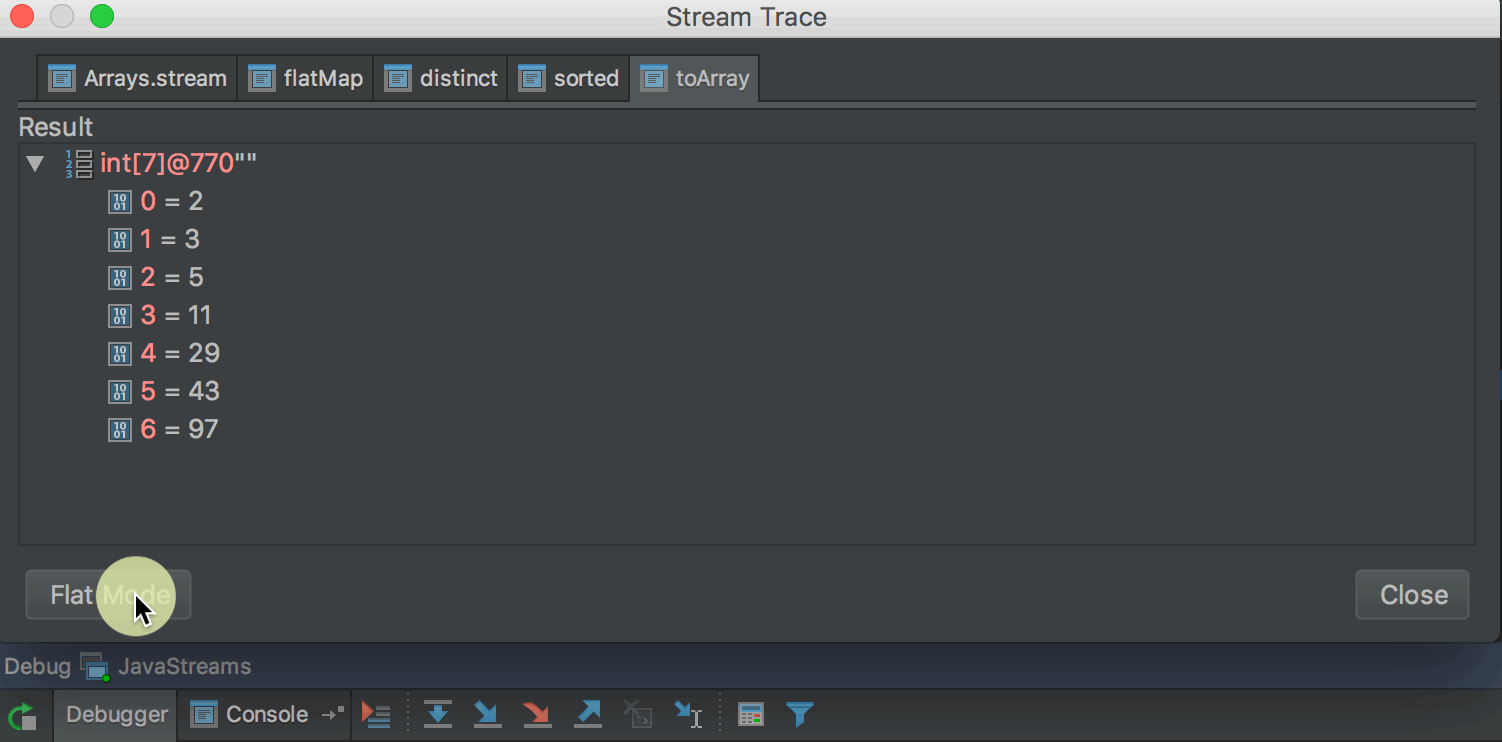 Stream Trace
Arrays.stream flatMap distinct sorted toArray
Result
int[7]@770""
0 = 2
1 = 3
2 = 5
3 = 11
4 = 29
5 = 43
6 = 97
Flat Mode Close
Debug JavaStreams
Debugger Console